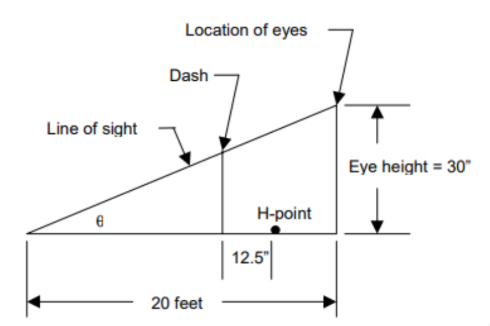 Location of eyes
Dash
Line of sight
Eye height = 30”
θ
H-point
12.5”
20 feet